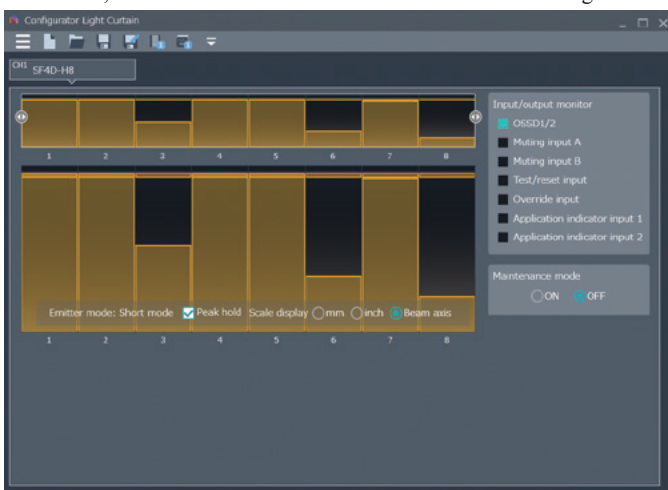 Configurator Light Curtain
CH1 SF4D-H8
1 2 3 4 5 6 7 8
Emitter mode: Short mode Peak hold Scale display mm inch Beam axis
1 2 3 4 5 6 7 8
Input/output monitor
OSSD1/2
Muting input A
Muting input B
Test/reset input
Override input
Application indicator input 1
Application indicator input 2
Maintenance mode
ON OFF